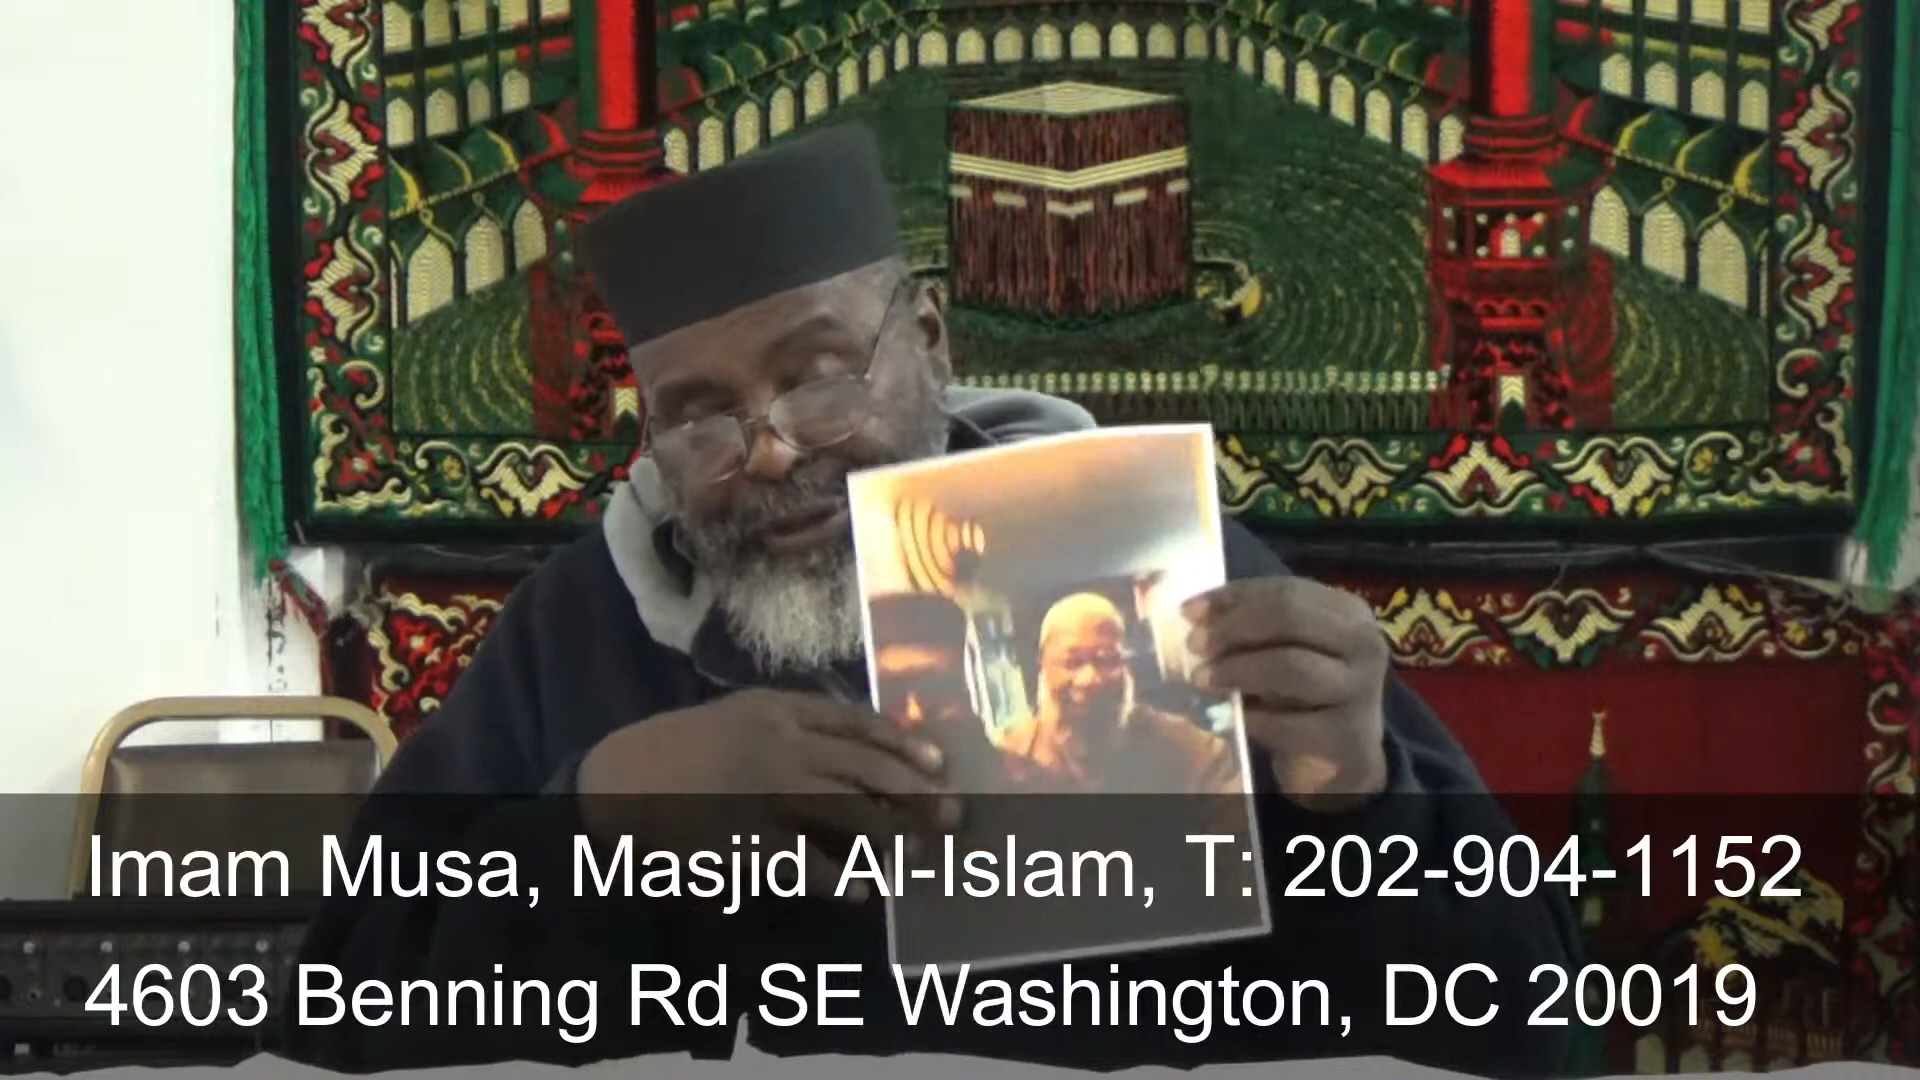 Imam Musa, Masjid Al-Islam, T: 202-904-1152
4603 Benning Rd SE Washington, DC 20019